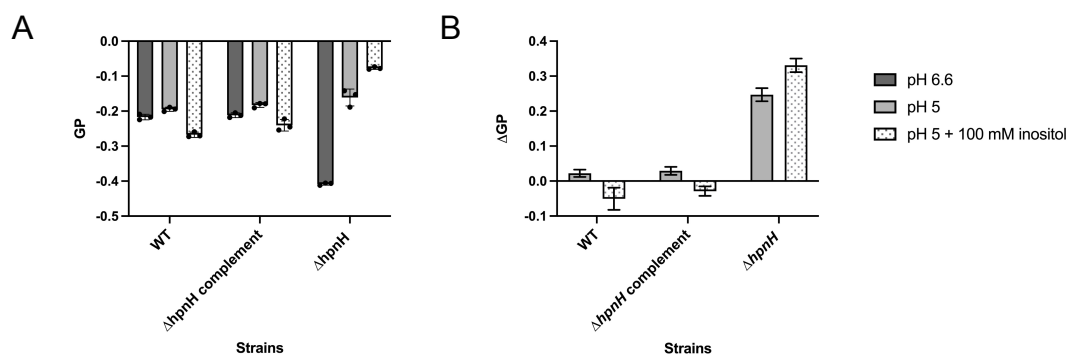 A
0.0
-0.1
-0.2
-0.3
-0.4
-0.5
GP
WT
ΔhpnH complement
ΔhpnH
Strains
B
0.4
0.3
0.2
0.1
0.0
-0.1
ΔGP
WT
ΔhpnH complement
ΔhpnH
Strains
pH 6.6
pH 5
pH 5 + 100 mM inositol